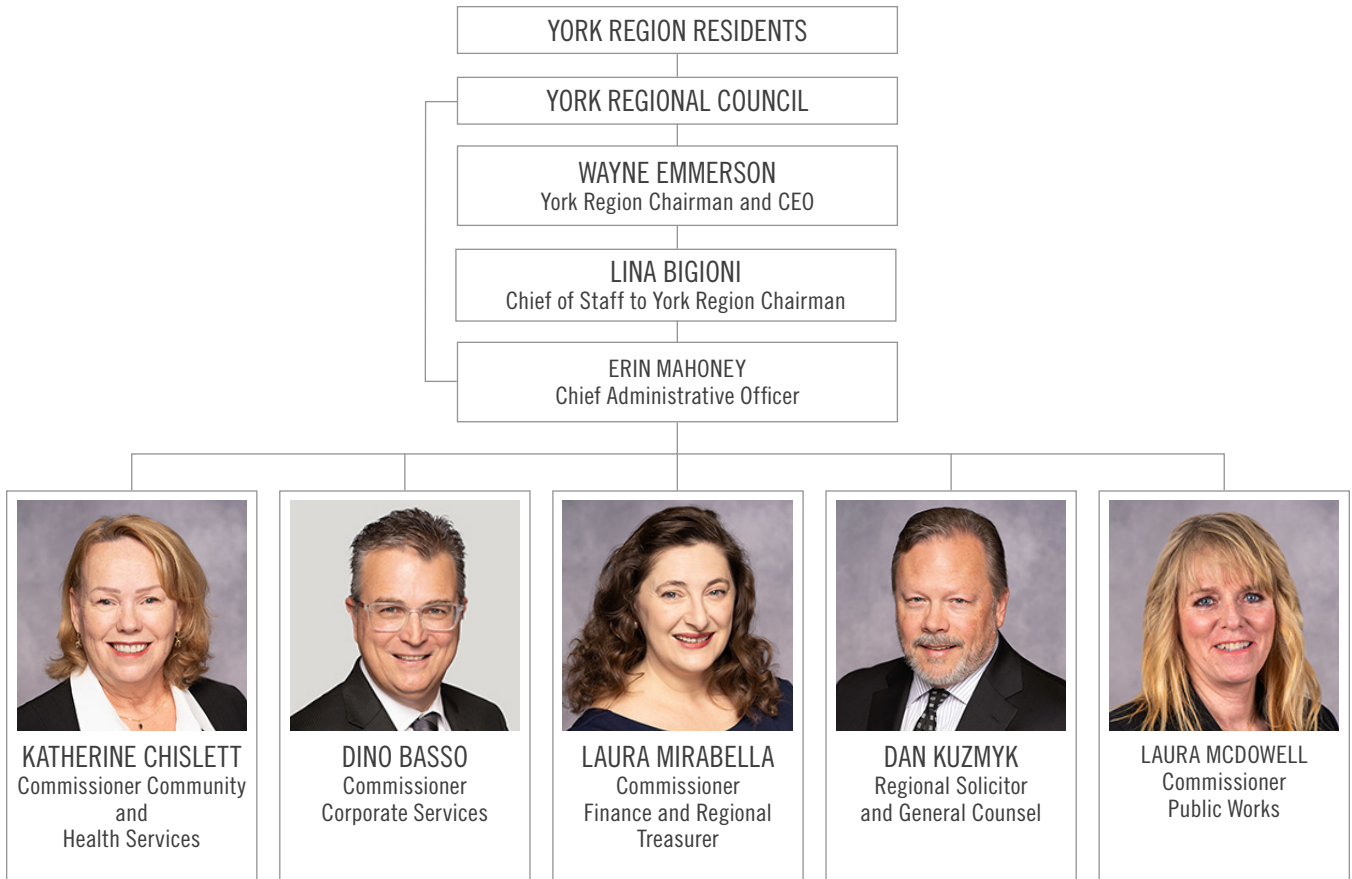 YORK REGION RESIDENTS
YORK REGIONAL COUNCIL
WAYNE EMMERSON
York Region Chairman and CEO
LINA BIGIONI
Chief of Staff to York Region Chairman
ERIN MAHONEY
Chief Administrative Officer
KATHERINE CHISLETT
Commissioner Community
and
Health Services
DINO BASSO
Commissioner
Corporate Services
LAURA MIRABELLA
Commissioner
Finance and Regional
Treasurer
DAN KUZMYK
Regional Solicitor
and General Counsel
LAURA MCDOWELL
Commissioner
Public Works